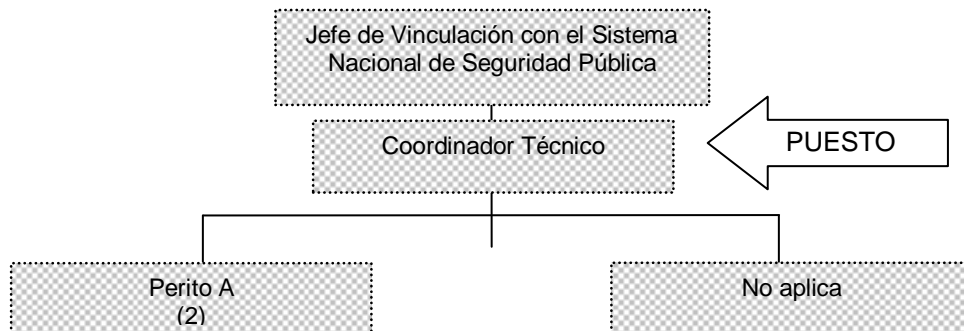 Jefe de Vinculación con el Sistema
Nacional de Seguridad Pública
Coordinador Técnico
PUESTO
Perito A
(2)
No aplica